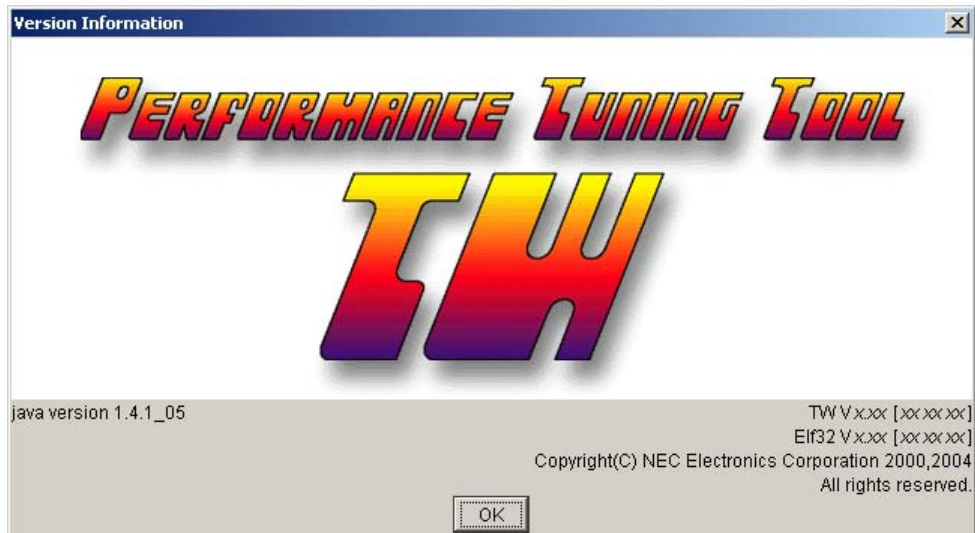 Version Information
PERFORMANCE TUNING TOOL
TW
java version 1.4.1_05
TW V x.xx [xx xx xx]
Elf32 V x.xx [xx xx xx]
Copyright(C) NEC Electronics Corporation 2000,2004
All rights reserved.
OK